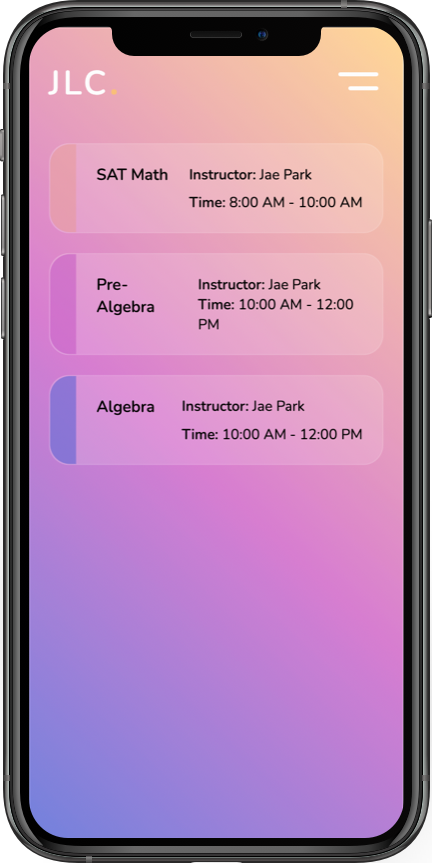 JLC.
SAT Math
Instructor: Jae Park
Time: 8:00 AM - 10:00 AM
Pre-
Algebra
Instructor: Jae Park
Time: 10:00 AM - 12:00
PM
Algebra
Instructor: Jae Park
Time: 10:00 AM - 12:00 PM